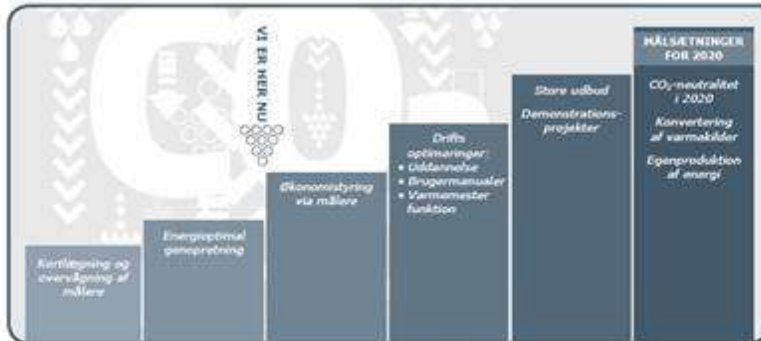 VI ER HER NU
Kortlægning og
overvågning af
målere
Energioptimal
genopretning
Økonomistyring
via målere
Drifts
optimeringer:
• Uddannelse
• Brugermanualer
• Varmemester
funktion
Store udbud
Demonstrations-
projekter
MÅLSÆTNINGER
FOR 2020
CO₂-neutralitet
i 2020
Konvertering
af varmekilder
Egenproduktion
af energi